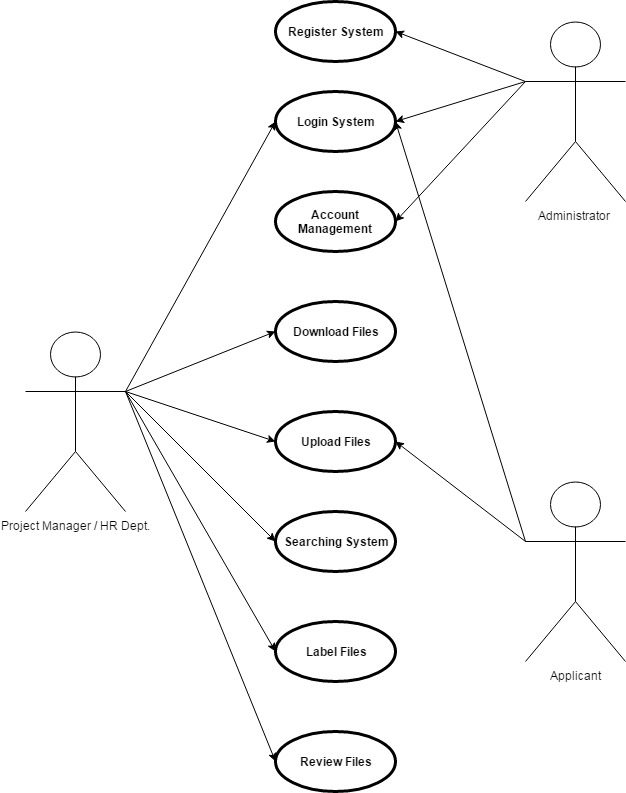 Register System
Login System
Administrator
Account
Management
Download Files
Upload Files
Project Manager / HR Dept.
Searching System
Label Files
Applicant
Review Files